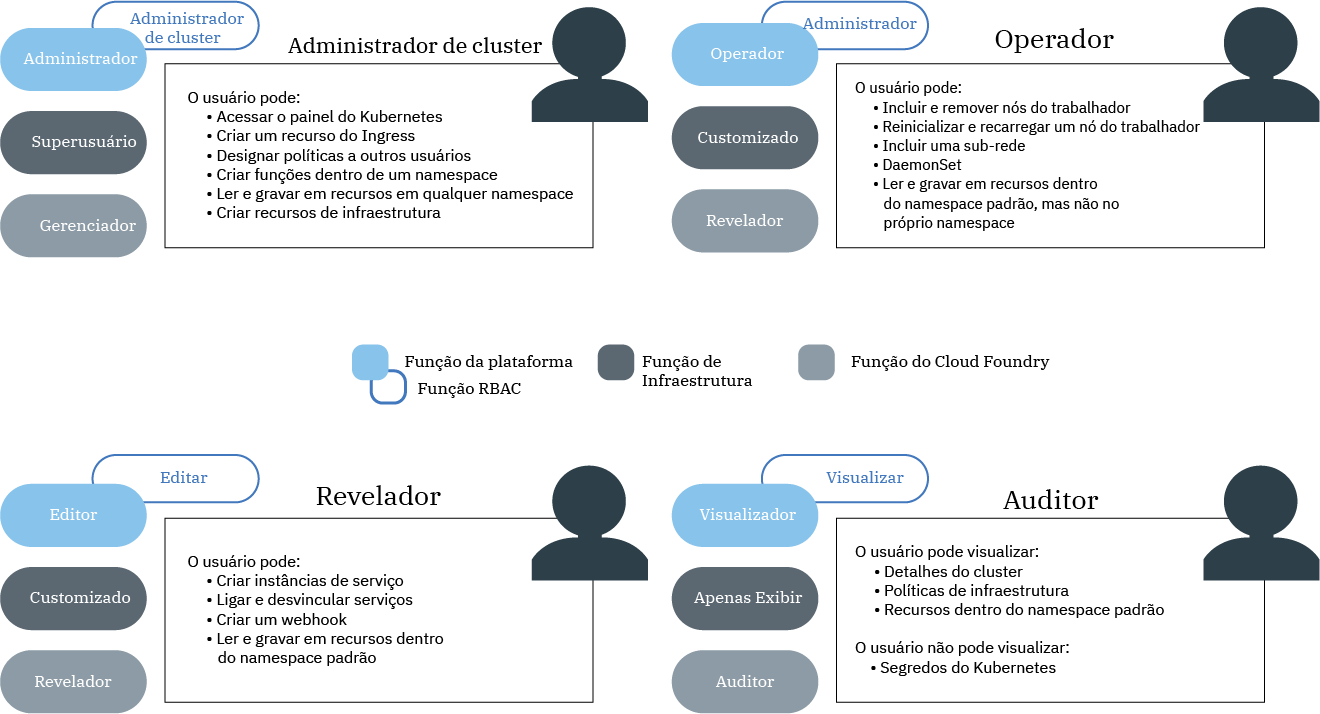 Administrador
de cluster
Administrador
Superusuário
Gerenciador
Administrador de cluster
O usuário pode:
• Acessar o painel do Kubernetes
• Criar um recurso do Ingress
• Designar políticas a outros usuários
• Criar funções dentro de um namespace
• Ler e gravar em recursos em qualquer namespace
• Criar recursos de infraestrutura
Administrador
Operador
Customizado
Revelador
Operador
O usuário pode:
• Incluir e remover nós do trabalhador
• Reinicializar e recarregar um nó do trabalhador
• Incluir uma sub-rede
• DaemonSet
• Ler e gravar em recursos dentro
do namespace padrão, mas não no
próprio namespace
Função da plataforma
Função RBAC
Função de
Infraestrutura
Função do Cloud Foundry
Editar
Editor
Customizado
Revelador
Revelador
O usuário pode:
• Criar instâncias de serviço
• Ligar e desvincular serviços
• Criar um webhook
• Ler e gravar em recursos dentro
do namespace padrão
Visualizar
Visualizador
Apenas Exibir
Auditor
Auditor
O usuário pode visualizar:
• Detalhes do cluster
• Políticas de infraestrutura
• Recursos dentro do namespace padrão
O usuário não pode visualizar:
• Segredos do Kubernetes